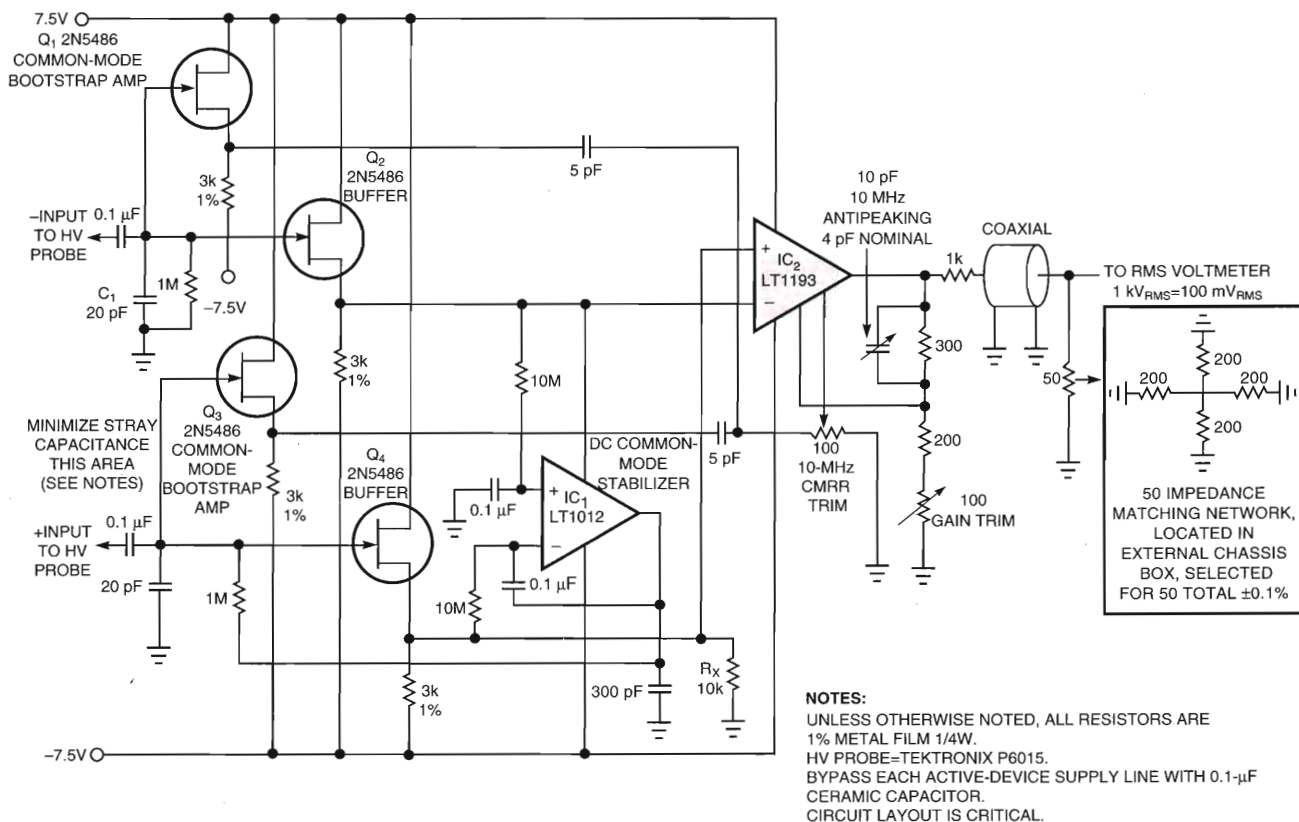 7.5V
Q1 2N5486
COMMON-MODE
BOOTSTRAP AMP
3k
1%
–7.5V
–INPUT
TO HV
PROBE
0.1 µF
C1
20 pF
1M
Q2
2N5486
BUFFER
3k
1%
5 pF
MINIMIZE STRAY
CAPACITANCE
THIS AREA
(SEE NOTES)
Q3
2N5486
COMMON-
MODE
BOOTSTRAP
AMP
3k
1%
+INPUT
TO HV
PROBE
0.1 µF
20 pF
1M
Q4
2N5486
BUFFER
3k
1%
10M
0.1 µF
10M
+
–
IC1
LT1012
DC COMMON-
MODE
STABILIZER
0.1 µF
300 pF
RX
10k
5 pF
–7.5V
+
–
IC2
LT1193
10 pF
10 MHz
ANTIPEAKING
4 pF NOMINAL
100
10-MHz
CMRR
TRIM
300
200
100
GAIN TRIM
1k
COAXIAL
TO RMS VOLTMETER
1 kVRMS=100 mVRMS
50
200
200
200
200
50 IMPEDANCE
MATCHING NETWORK,
LOCATED IN
EXTERNAL CHASSIS
BOX, SELECTED
FOR 50 TOTAL ±0.1%
NOTES:
UNLESS OTHERWISE NOTED, ALL RESISTORS ARE
1% METAL FILM 1/4W.
HV PROBE=TEKTRONIX P6015.
BYPASS EACH ACTIVE-DEVICE SUPPLY LINE WITH 0.1-µF
CERAMIC CAPACITOR.
CIRCUIT LAYOUT IS CRITICAL.